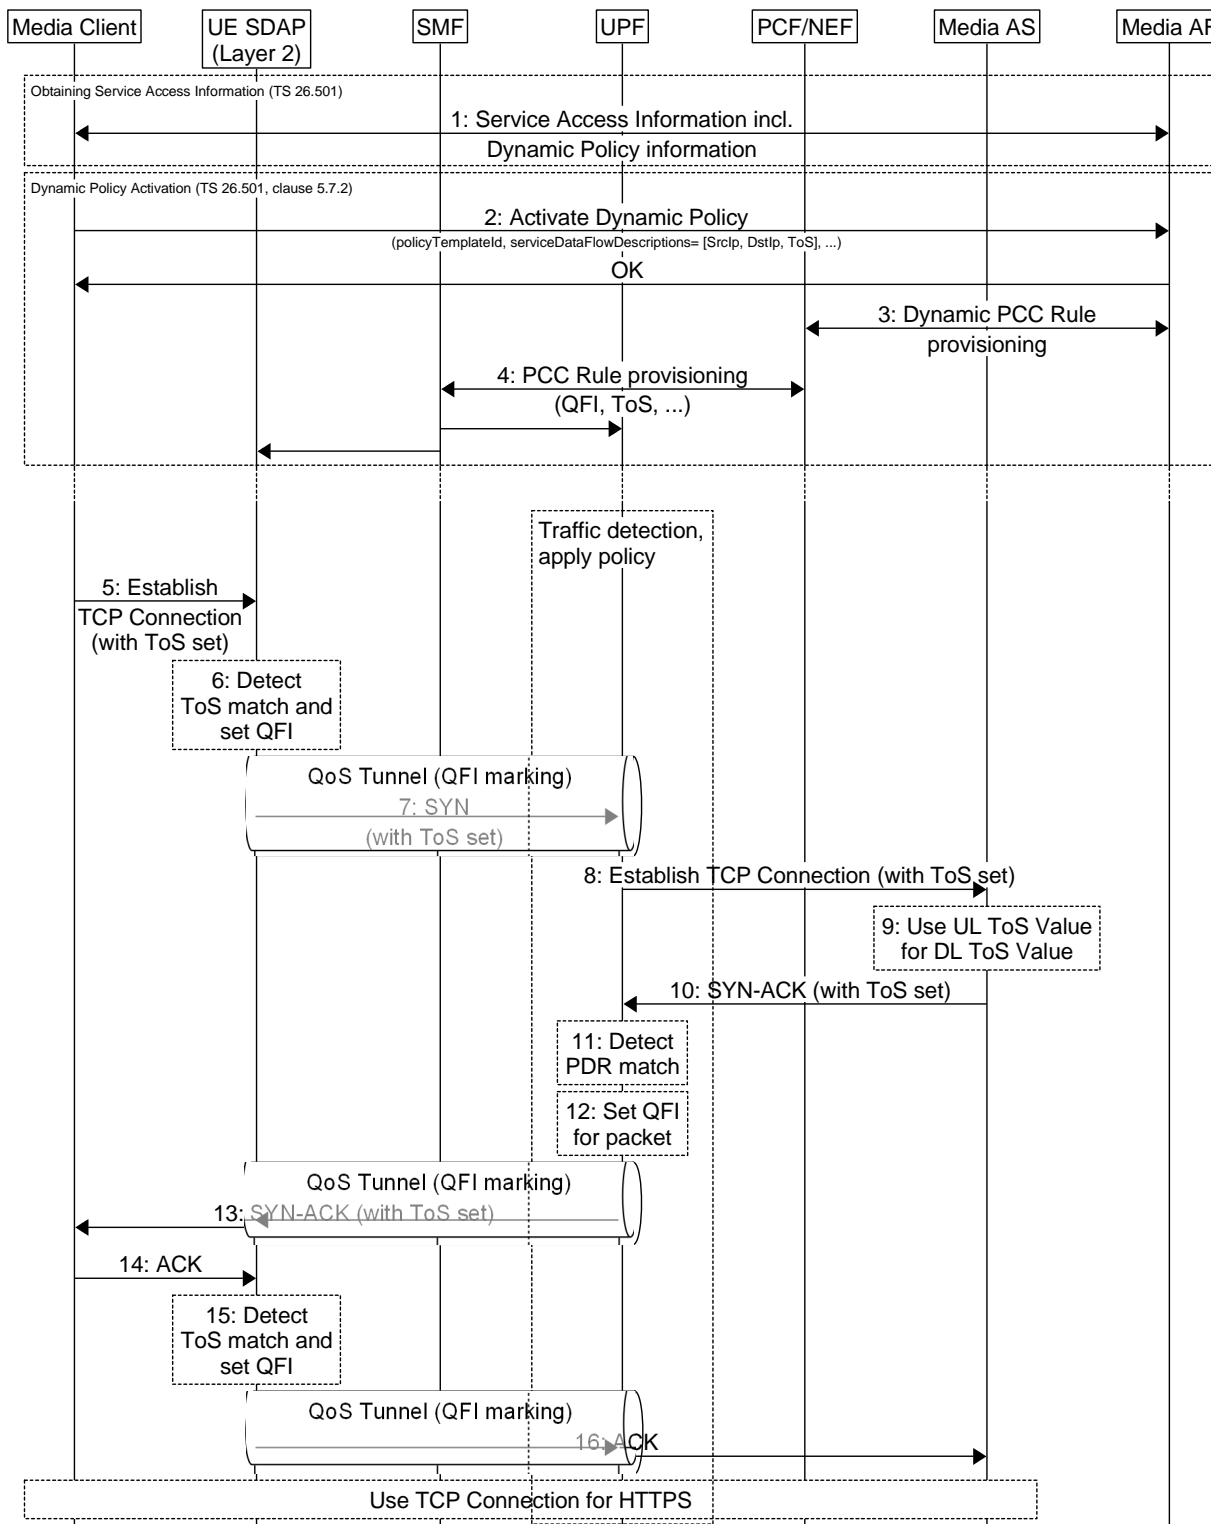 Media Client
UE SDAP
(Layer 2)
SMF
UPF
PCF/NEF
Media AS
Media AF
Obtaining Service Access Information (TS 26.501)
1: Service Access Information incl.
Dynamic Policy information
Dynamic Policy Activation (TS 26.501, clause 5.7.2)
2: Activate Dynamic Policy
(policyTemplateId, serviceDataFlowDescriptions= [SrcIp, DstIp, ToS], ...)
OK
3: Dynamic PCC Rule
provisioning
4: PCC Rule provisioning
(QFI, ToS, ...)
Traffic detection,
apply policy
5: Establish
TCP Connection
(with ToS set)
6: Detect
ToS match and
set QFI
QoS Tunnel (QFI marking)
7: SYN
(with ToS set)
8: Establish TCP Connection (with ToS set)
9: Use UL ToS Value
for DL ToS Value
10: SYN-ACK (with ToS set)
11: Detect
PDR match
12: Set QFI
for packet
QoS Tunnel (QFI marking)
13: SYN-ACK (with ToS set)
14: ACK
15: Detect
ToS match and
set QFI
QoS Tunnel (QFI marking)
16: ACK
Use TCP Connection for HTTPS